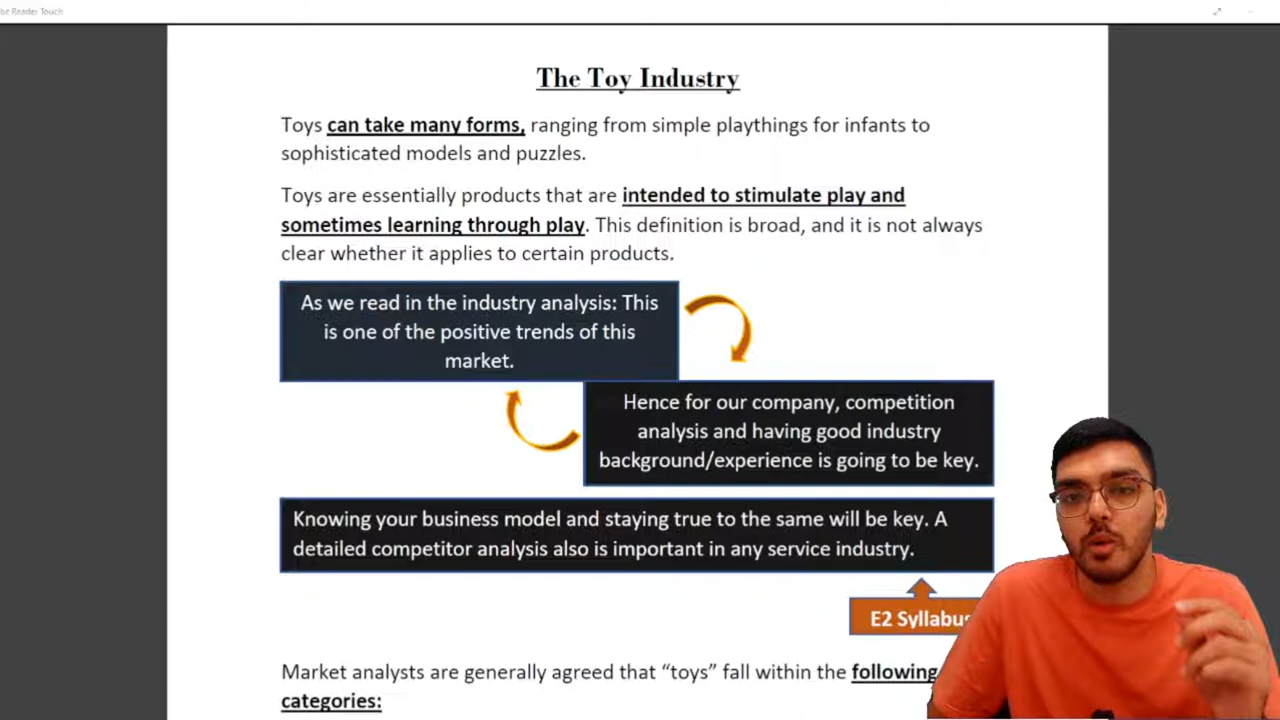 be Reader Touch
The Toy Industry
Toys can take many forms, ranging from simple playthings for infants to
sophisticated models and puzzles.
Toys are essentially products that are intended to stimulate play and
sometimes learning through play. This definition is broad, and it is not always
clear whether it applies to certain products.
As we read in the industry analysis: This
is one of the positive trends of this
market.
Hence for our company, competition
analysis and having good industry
background/experience is going to be key.
Knowing your business model and staying true to the same will be key. A
detailed competitor analysis also is important in any service industry.
E2 Syllabus
Market analysts are generally agreed that “toys” fall within the following
categories: